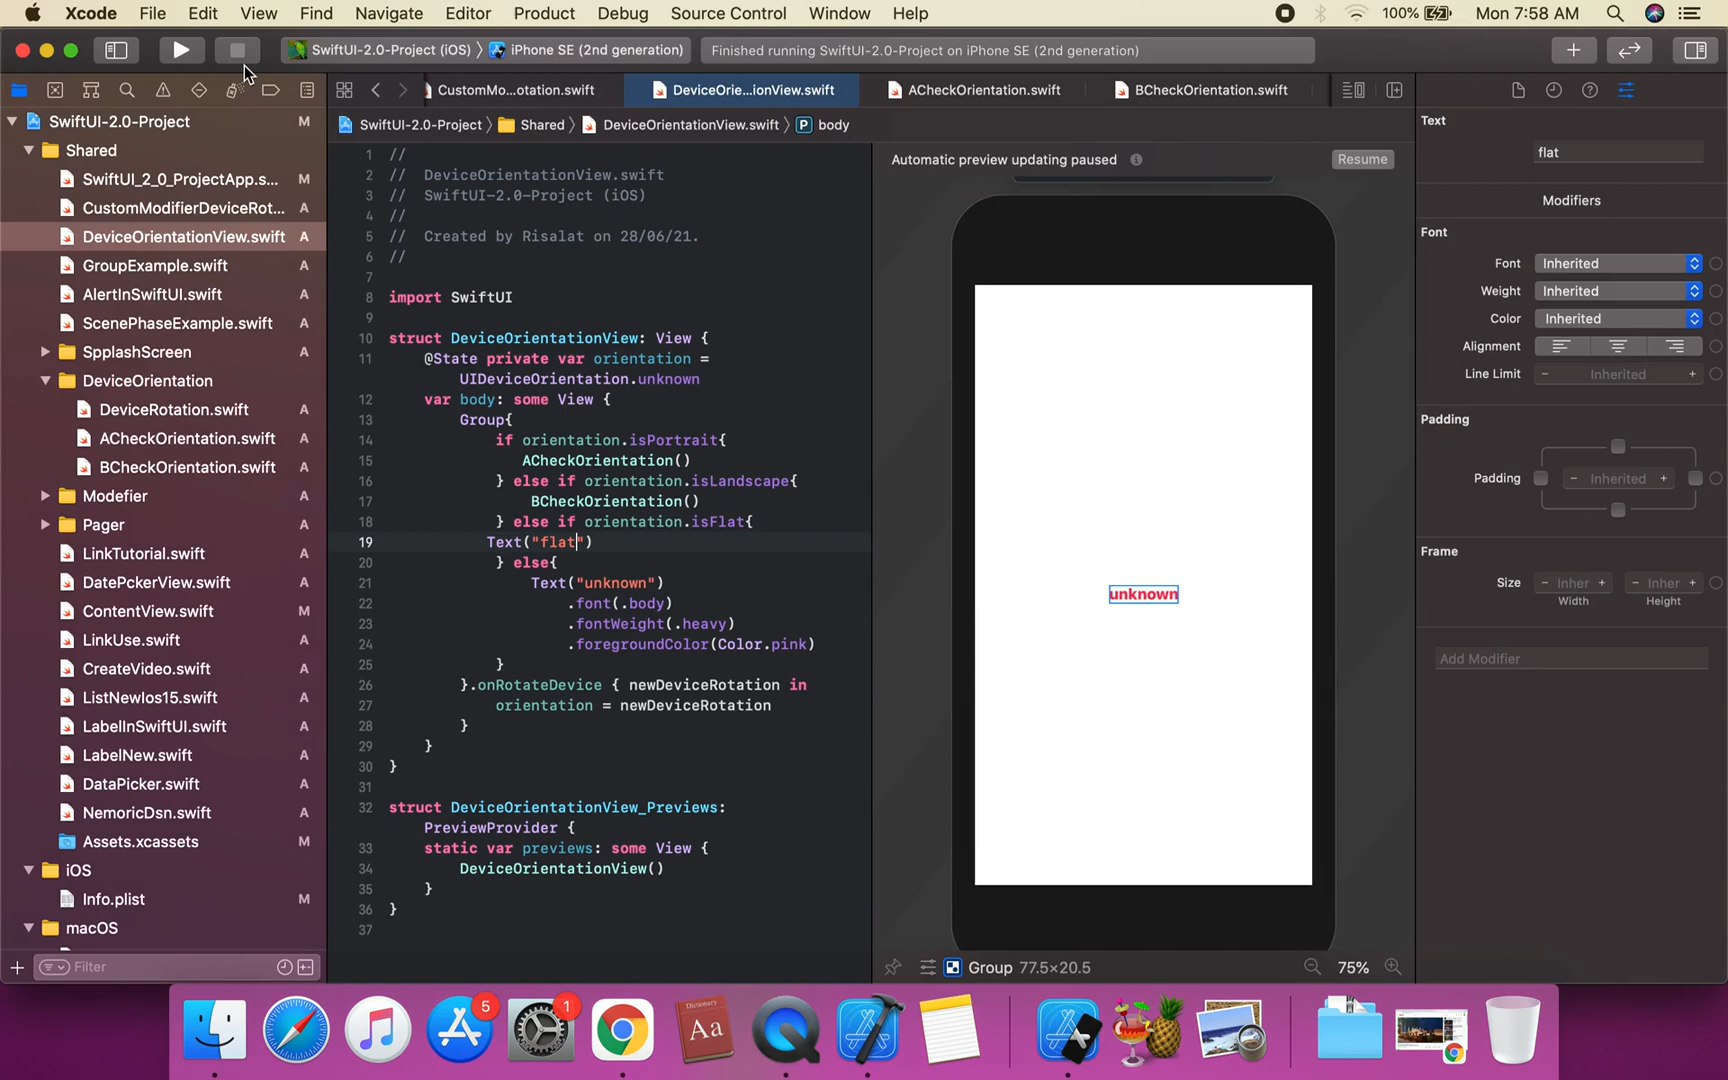 Xcode File Edit View Find Navigate Editor Product Debug Source Control Window Help 100% Mon 7:58 AM
SwiftUI-2.0-Project (iOS) iPhone SE (2nd generation) Finished running SwiftUI-2.0-Project on iPhone SE (2nd generation)
CustomMo...otation.swift DeviceOrie...ionView.swift ACheckOrientation.swift BCheckOrientation.swift
SwiftUI-2.0-Project Shared DeviceOrientationView.swift P body
SwiftUI-2.0-Project M
Shared
SwiftUI_2_0_ProjectApp.s... M
CustomModifierDeviceRot... A
DeviceOrientationView.swift A
GroupExample.swift A
AlertInSwiftUI.swift A
ScenePhaseExample.swift A
SpplashScreen A
DeviceOrientation A
DeviceRotation.swift A
ACheckOrientation.swift A
BCheckOrientation.swift A
Modefier A
Pager A
LinkTutorial.swift A
DatePckerView.swift A
ContentView.swift M
LinkUse.swift A
CreateVideo.swift A
ListNewIos15.swift A
LabelInSwiftUI.swift A
LabelNew.swift A
DataPicker.swift A
NemoricDsn.swift A
Assets.xcassets M
iOS
Info.plist M
macOS
Filter
1 //
2 // DeviceOrientationView.swift
3 // SwiftUI-2.0-Project (iOS)
4 //
5 // Created by Risalat on 28/06/21.
6 //
7
8 import SwiftUI
9
10 struct DeviceOrientationView: View {
11 @State private var orientation =
UIDeviceOrientation.unknown
12 var body: some View {
13 Group{
14 if orientation.isPortrait{
15 ACheckOrientation()
16 } else if orientation.isLandscape{
17 BCheckOrientation()
18 } else if orientation.isFlat{
19 Text("flat")
20 } else{
21 Text("unknown")
22 .font(.body)
23 .fontWeight(.heavy)
24 .foregroundColor(Color.pink)
25 }
26 }.onRotateDevice { newDeviceRotation in
27 orientation = newDeviceRotation
28 }
29 }
30 }
31
32 struct DeviceOrientationView_Previews:
PreviewProvider {
33 static var previews: some View {
34 DeviceOrientationView()
35 }
36 }
37
Automatic preview updating paused Resume
unknown
Group 77.5×20.5 75%
Text
flat
Modifiers
Font
Font Inherited
Weight Inherited
Color Inherited
Alignment
Line Limit − Inherited +
Padding
Padding − Inherited +
Frame
Size − Inher + − Inher +
Width Height
Add Modifier
5 1
Aa